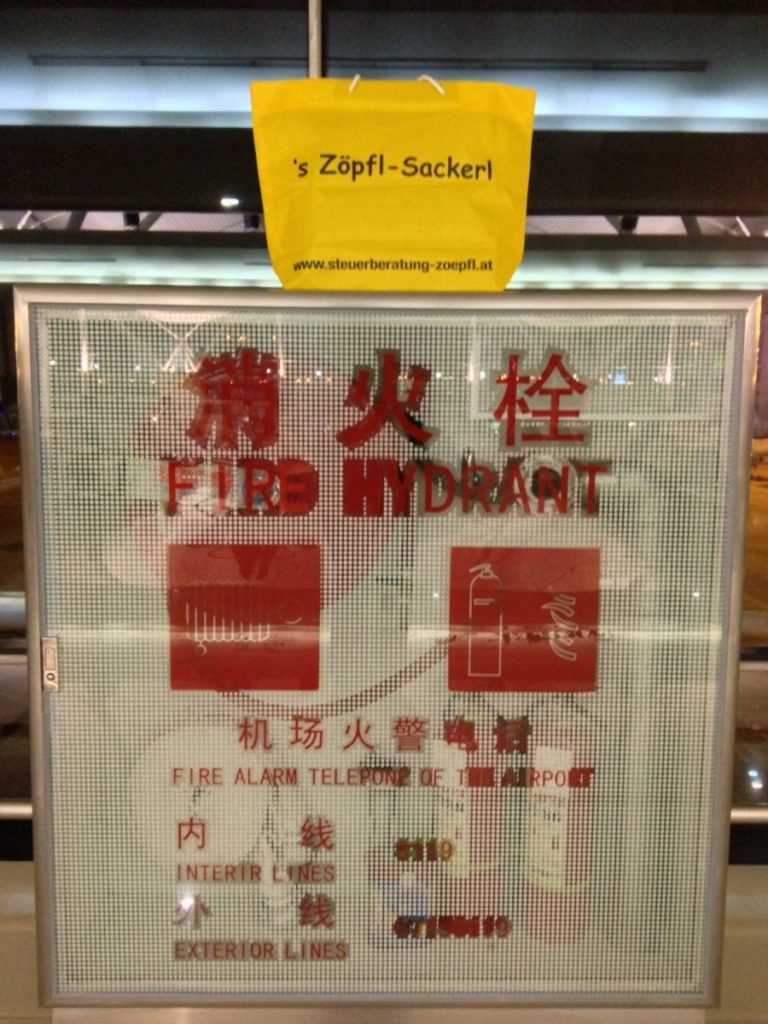 's Zöpfl-Sackerl
www.steuerberatung-zoepfl.at
消火栓
FIRE HYDRANT
机场火警电话
FIRE ALARM TELEPONE OF THE AIRPORT
内线 8119
INTERIR LINES
外线
EXTERIOR LINES